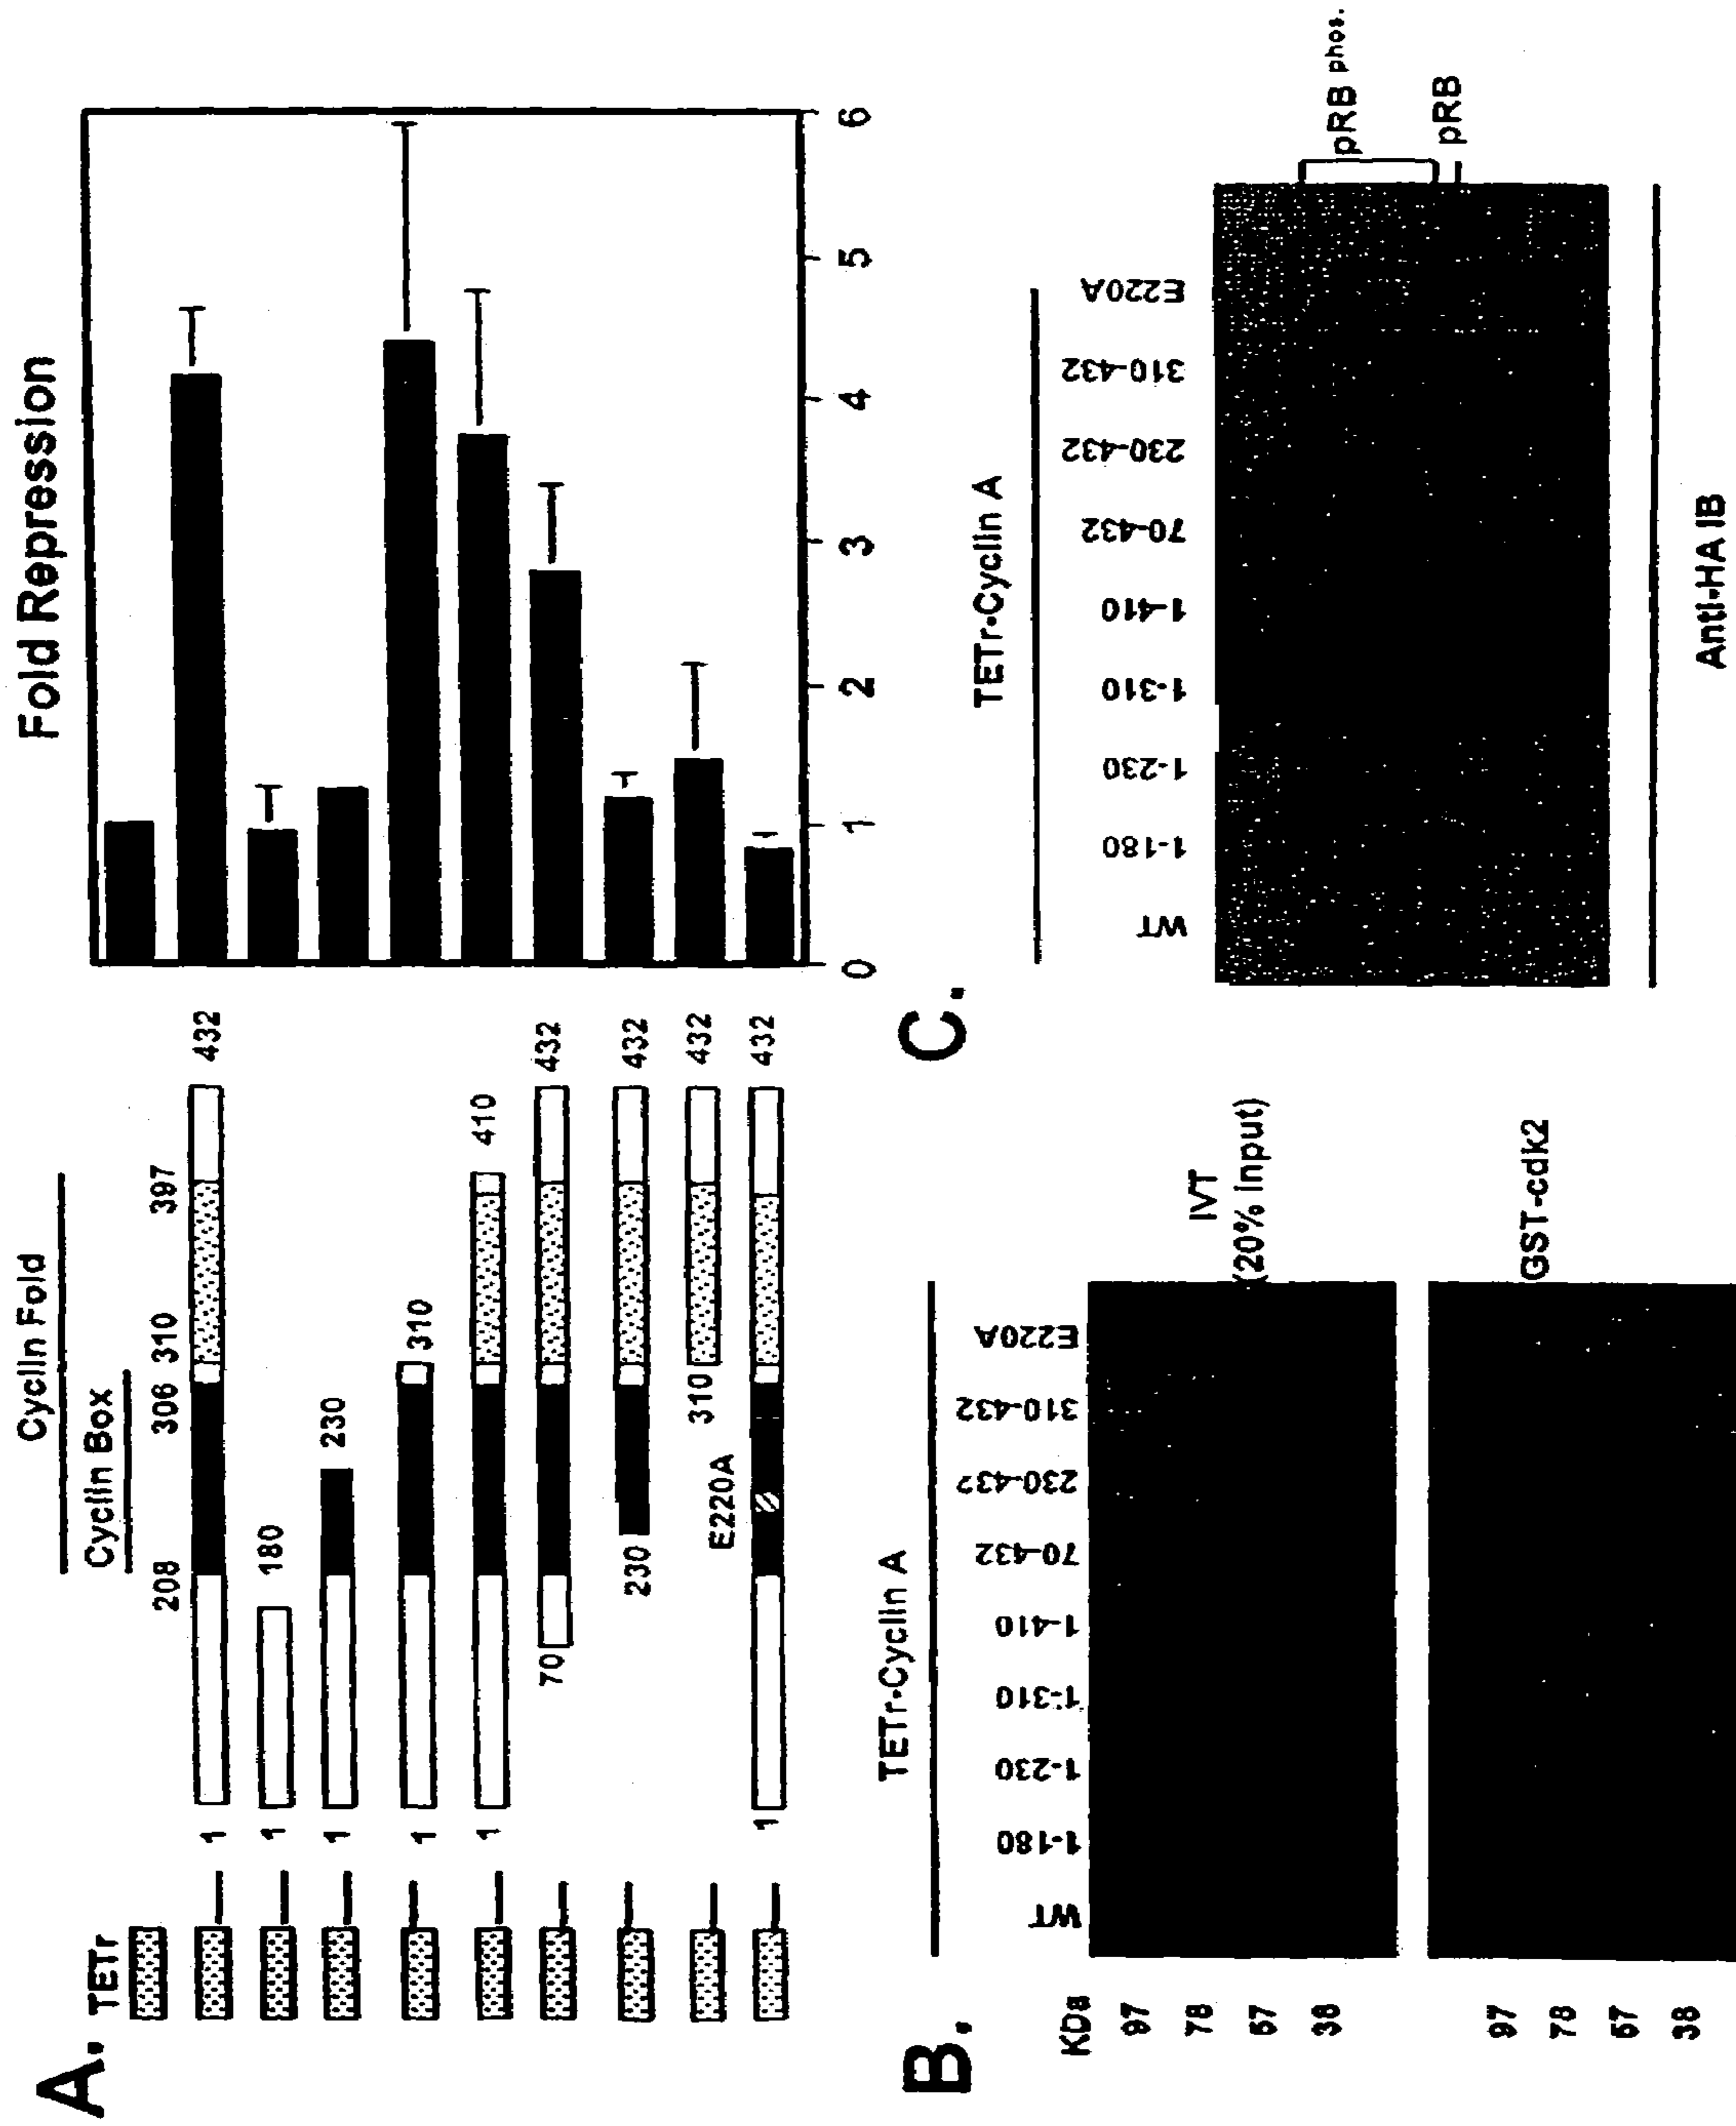 A.
TETr
Cyclin Fold
Cyclin Box
208 306 310 397
Fold Repression
1 432
1 180
1 230
1 310
1 410
70 432
230 432
310 432
E220A
1 432
0 1 2 3 4 5 6
B.
TETr-Cyclin A
KDa
WT 1-180 1-230 1-310 1-410 70-432 230-432 310-432 E220A
97
78
57
38
IVT
(20% input)
97
78
57
38
GST-cdk2
C.
TETr-Cyclin A
WT 1-180 1-230 1-310 1-410 70-432 230-432 310-432 E220A
pRB phos.
pRB
Anti-HA IB